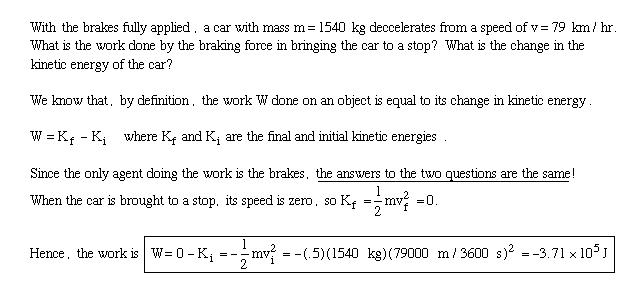 With the brakes fully applied, a car with mass m = 1540 kg deccelerates from a speed of v = 79 km / hr.
What is the work done by the braking force in bringing the car to a stop? What is the change in the
kinetic energy of the car?
We know that, by definition, the work W done on an object is equal to its change in kinetic energy.
W = K_f - K_i where K_f and K_i are the final and initial kinetic energies .
Since the only agent doing the work is the brakes, the answers to the two questions are the same!
When the car is brought to a stop, its speed is zero, so K_f = 1/2 mv_f^2 = 0.
Hence, the work is W = 0 - K_i = - 1/2 mv_i^2 = -(.5)(1540 kg)(79000 m / 3600 s)^2 = -3.71 × 10^5 J